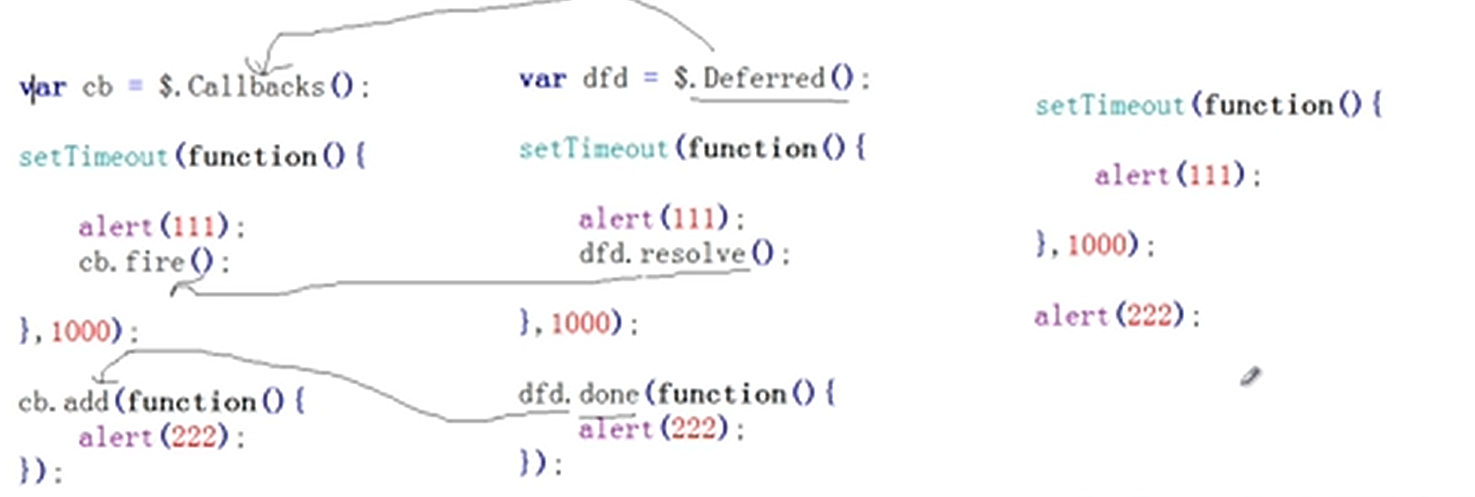 var cb = $.Callbacks();
setTimeout(function(){
alert(111);
cb.fire();
},1000);
cb.add(function(){
alert(222);
});
var dfd = $.Deferred();
setTimeout(function(){
alert(111);
dfd.resolve();
},1000);
dfd.done(function(){
alert(222);
});
setTimeout(function(){
alert(111);
},1000);
alert(222);